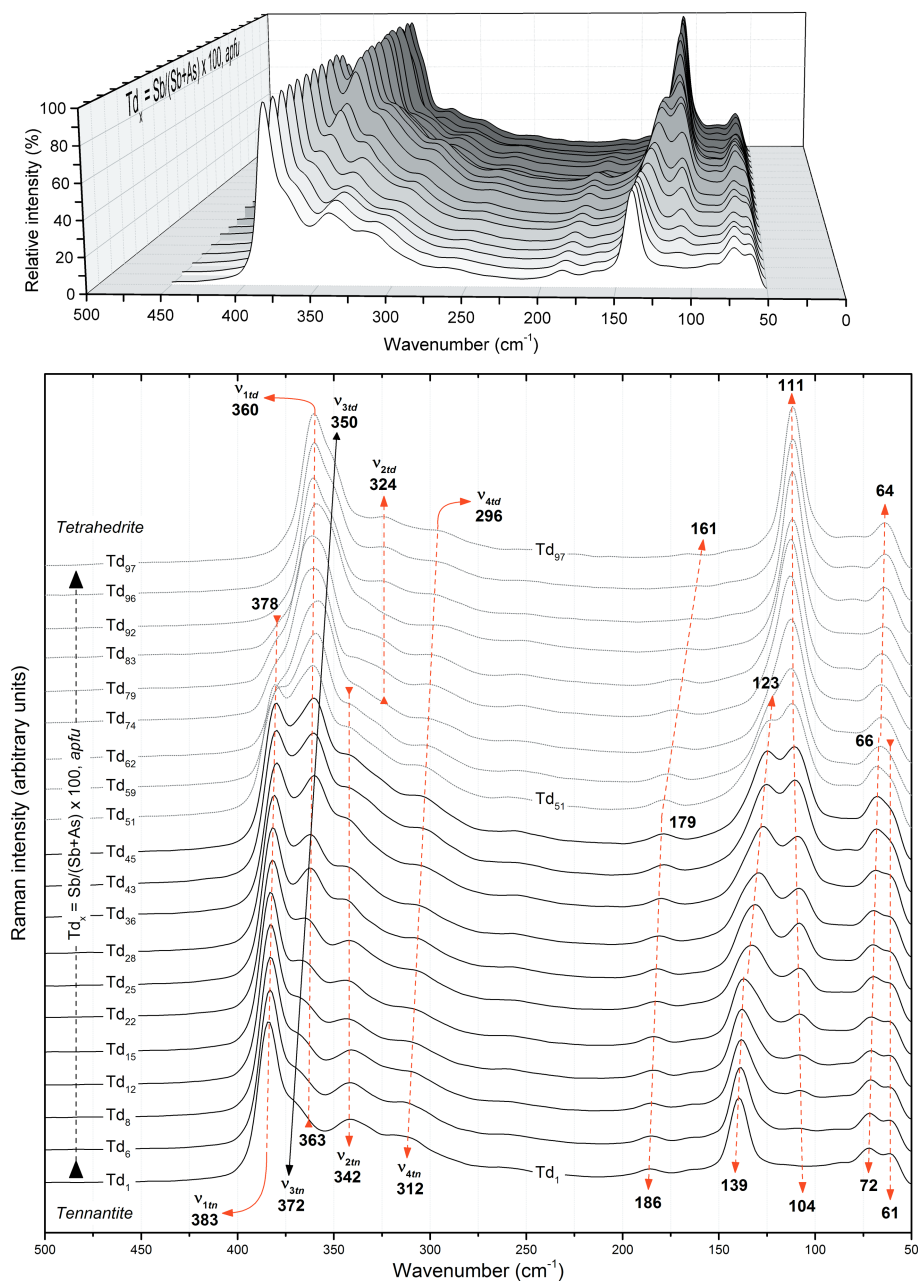 Td_x = Sb/(Sb+As) x 100, apfu
Relative intensity (%)
100
80
60
40
20
0
500 450 400 350 300 250 200 150 100 50 0
Wavenumber (cm⁻¹)
ν1td
360
ν3td
350
111
ν2td
324
64
ν4td
296
Tetrahedrite
161
Td97
Td97
Td96
378
Td92
Td83
Td79
123
Td74
66
Td62
Td59
Td51
Td51
179
Td45
Td43
Td36
Td28
Td25
Td22
Td15
Td12
Td8
Td6
Td1
Td1
Td_x = Sb/(Sb+As) x 100, apfu
Raman intensity (arbitrary units)
363
ν2tn
342
ν4tn
312
ν3tn
372
ν1tn
383
186
139
104
72
61
Tennantite
500 450 400 350 300 250 200 150 100 50
Wavenumber (cm⁻¹)